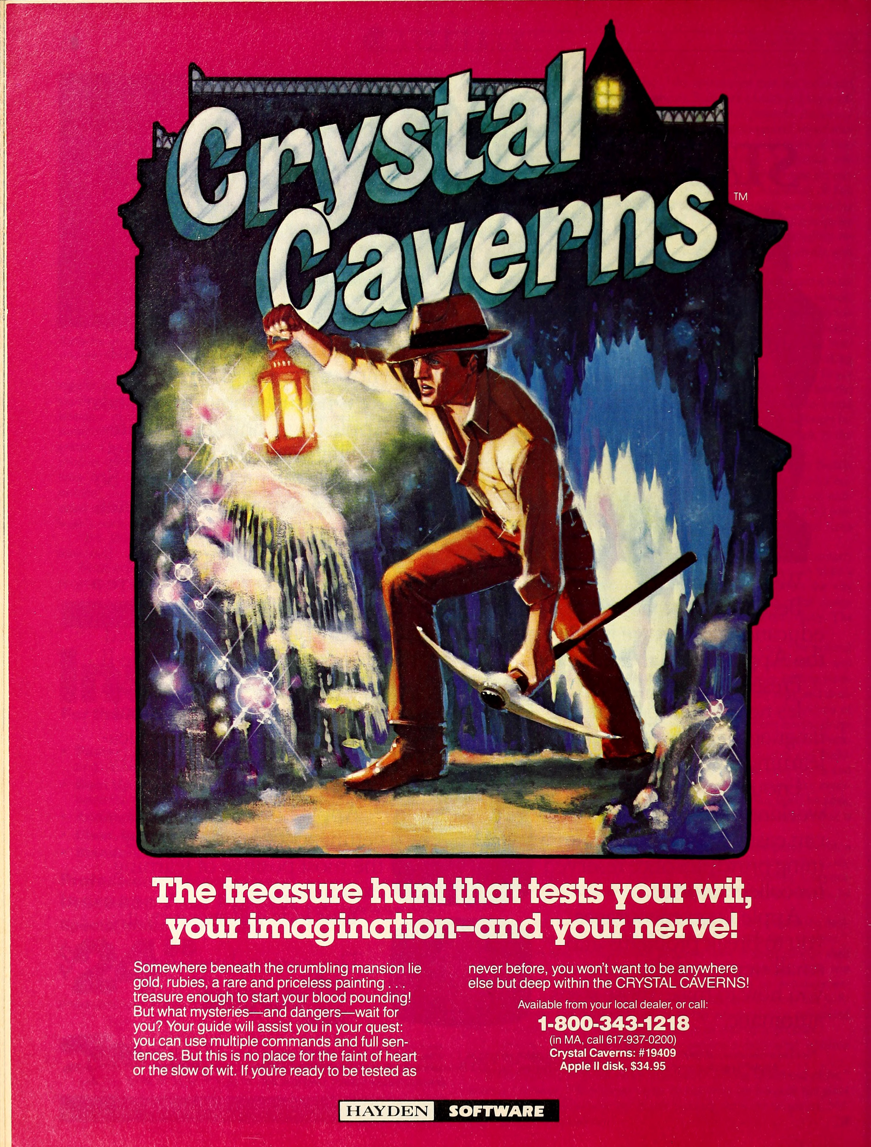 Crystal
Caverns
TM
The treasure hunt that tests your wit,
your imagination–and your nerve!
Somewhere beneath the crumbling mansion lie
gold, rubies, a rare and priceless painting . . .
treasure enough to start your blood pounding!
But what mysteries—and dangers—wait for
you? Your guide will assist you in your quest:
you can use multiple commands and full sen-
tences. But this is no place for the faint of heart
or the slow of wit. If you're ready to be tested as
never before, you won't want to be anywhere
else but deep within the CRYSTAL CAVERNS!
Available from your local dealer, or call:
1-800-343-1218
(in MA, call 617-937-0200)
Crystal Caverns: #19409
Apple II disk, $34.95
HAYDEN SOFTWARE